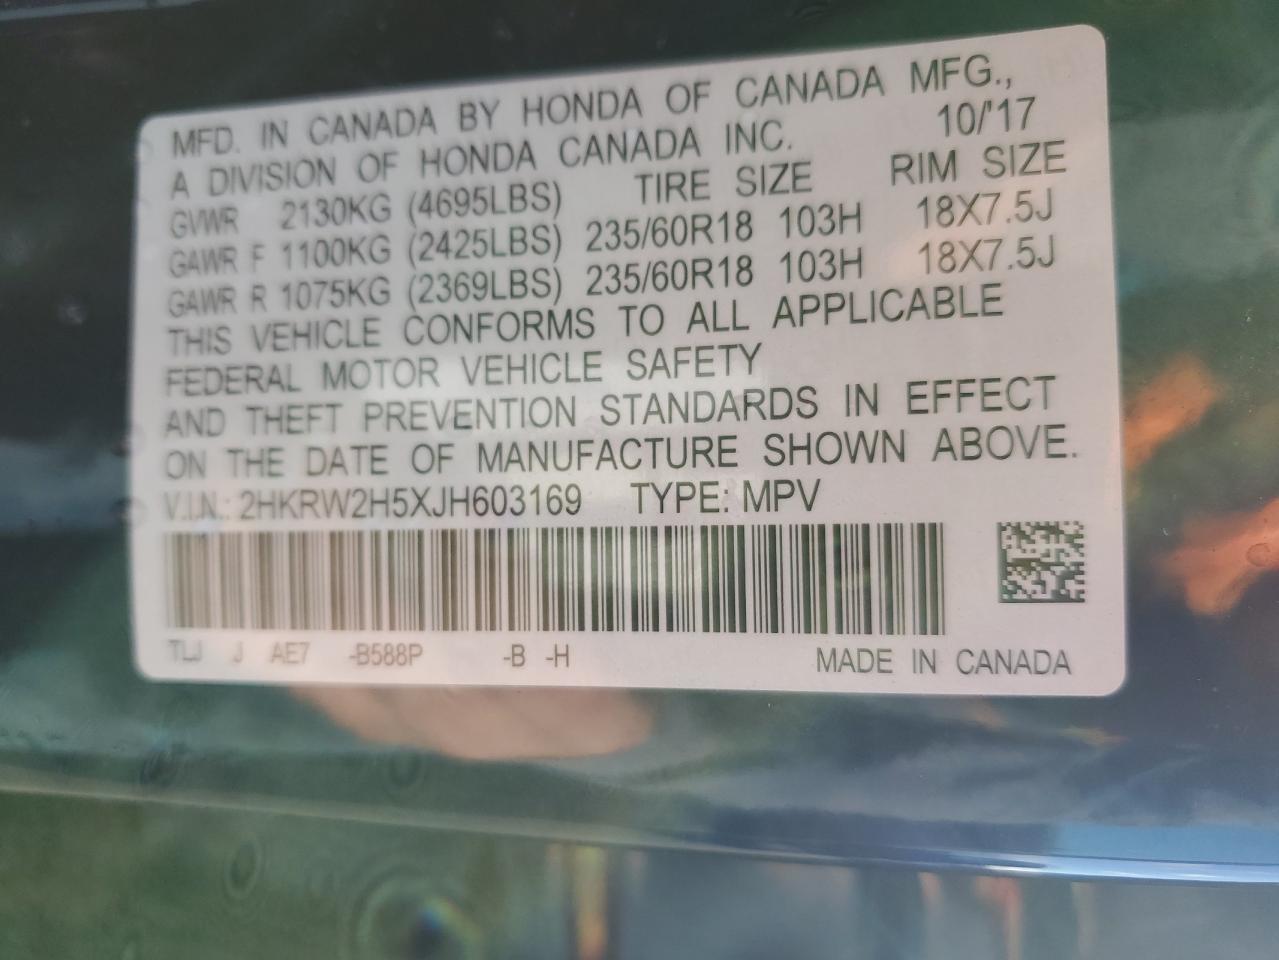 MFD. IN CANADA BY HONDA OF CANADA MFG.,
A DIVISION OF HONDA CANADA INC. 10/'17
GVWR 2130KG (4695LBS) TIRE SIZE RIM SIZE
GAWR F 1100KG (2425LBS) 235/60R18 103H 18X7.5J
GAWR R 1075KG (2369LBS) 235/60R18 103H 18X7.5J
THIS VEHICLE CONFORMS TO ALL APPLICABLE
FEDERAL MOTOR VEHICLE SAFETY
AND THEFT PREVENTION STANDARDS IN EFFECT
ON THE DATE OF MANUFACTURE SHOWN ABOVE.
V.I.N.: 2HKRW2H5XJH603169 TYPE: MPV
TLJ J AE7 -B588P -B -H MADE IN CANADA